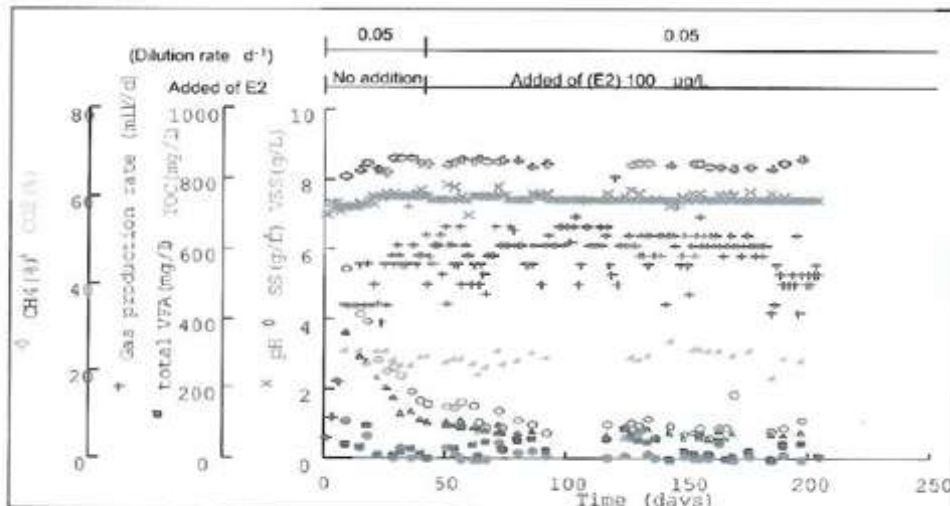 0.05 0.05
(Dilution rate d⁻¹)
No addition Added of (E2) 100 µg/L
Added of E2
80 1000 10
60 800 8
6
40 400 4
20 200 2
0 0 0
◊ CH4(%) CO2(%)
+ Gas production rate
total VFA(mg/L) TOC(mg/L)
× pH o SS(g/L) VSS(g/L)
0 50 100 150 200 250
Time (days)